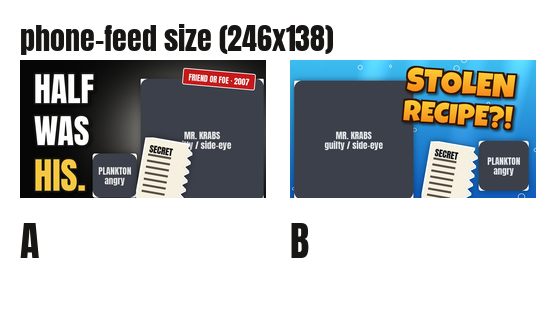 phone-feed size (246x138)
HALF
WAS
HIS.
FRIEND OR FOE · 2007
MR. KRABS
/ side-eye
SECRET
PLANKTON
angry
A
STOLEN
RECIPE?!
MR. KRABS
guilty / side-eye
SECRET
PLANKTON
angry
B